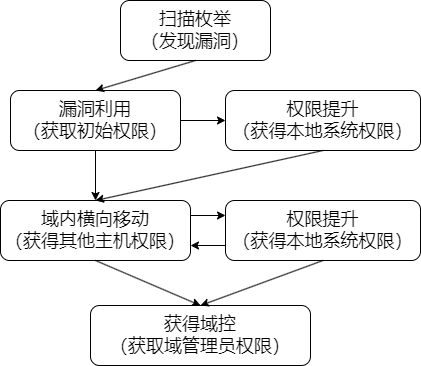 扫描枚举
（发现漏洞）
漏洞利用
（获取初始权限）
权限提升
（获得本地系统权限）
域内横向移动
（获得其他主机权限）
权限提升
（获得本地系统权限）
获得域控
（获取域管理员权限）